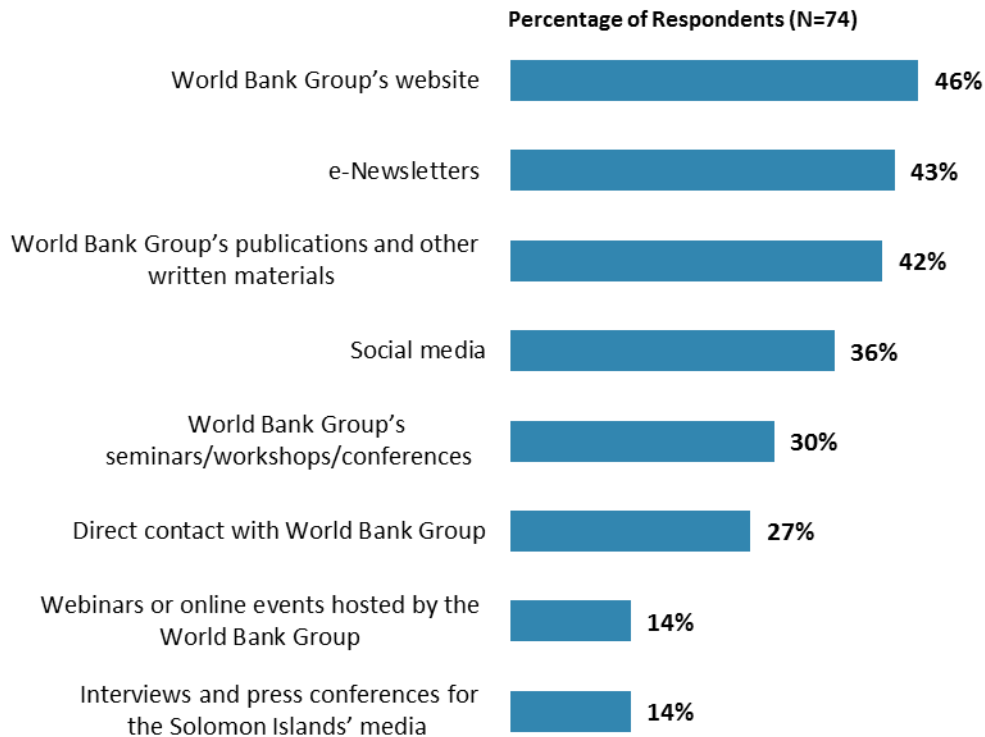 Percentage of Respondents (N=74)
World Bank Group’s website
46%
e-Newsletters
43%
World Bank Group’s publications and other
written materials
42%
Social media
36%
World Bank Group’s
seminars/workshops/conferences
30%
Direct contact with World Bank Group
27%
Webinars or online events hosted by the
World Bank Group
14%
Interviews and press conferences for
the Solomon Islands’ media
14%